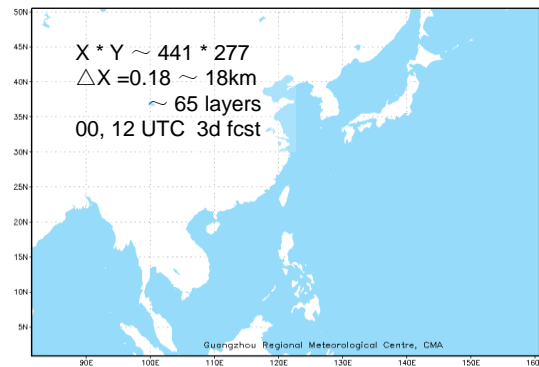 50N
X * Y ～ 441 * 277
45N
△X =0.18 ～ 18km
40N
～ 65 layers
35N
00, 12 UTC 3d fcst
30N
25N
20N
15N
10N
5N
Guangzhou Regional Meteorological Centre, CMA
90E 100E 110E 120E 130E 140E 150E 160